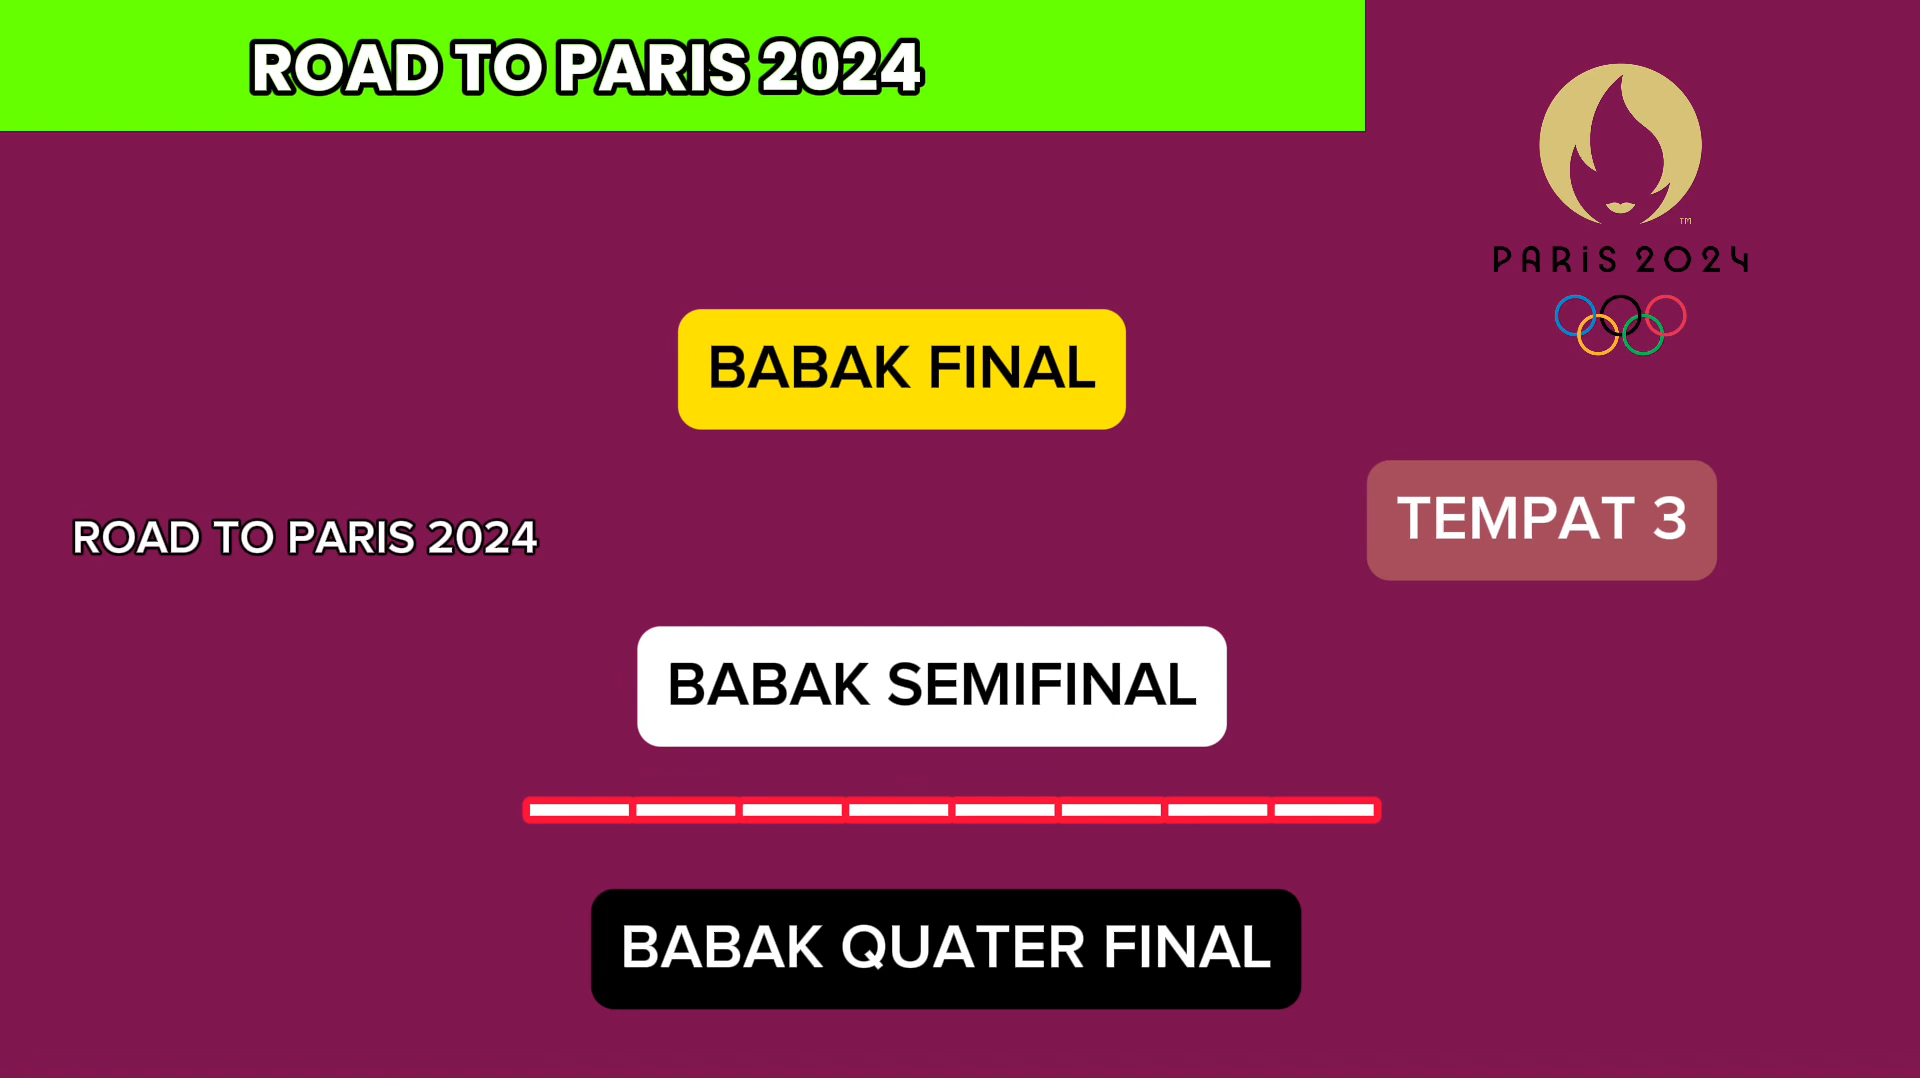 ROAD TO PARIS 2024
TM
PARIS 2024
BABAK FINAL
TEMPAT 3
ROAD TO PARIS 2024
BABAK SEMIFINAL
BABAK QUATER FINAL